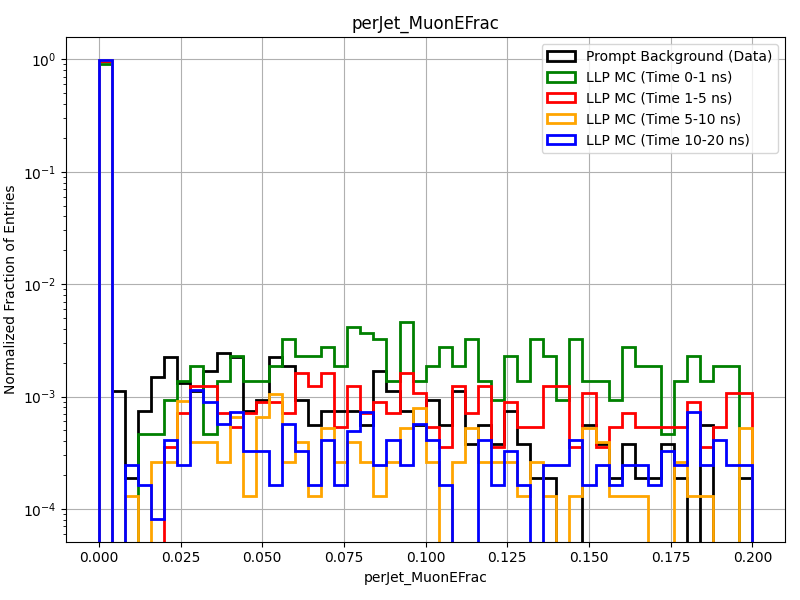 perJet_MuonEFrac
Normalized Fraction of Entries
10⁰
10⁻¹
10⁻²
10⁻³
10⁻⁴
Prompt Background (Data)
LLP MC (Time 0-1 ns)
LLP MC (Time 1-5 ns)
LLP MC (Time 5-10 ns)
LLP MC (Time 10-20 ns)
0.000 0.025 0.050 0.075 0.100 0.125 0.150 0.175 0.200
perJet_MuonEFrac